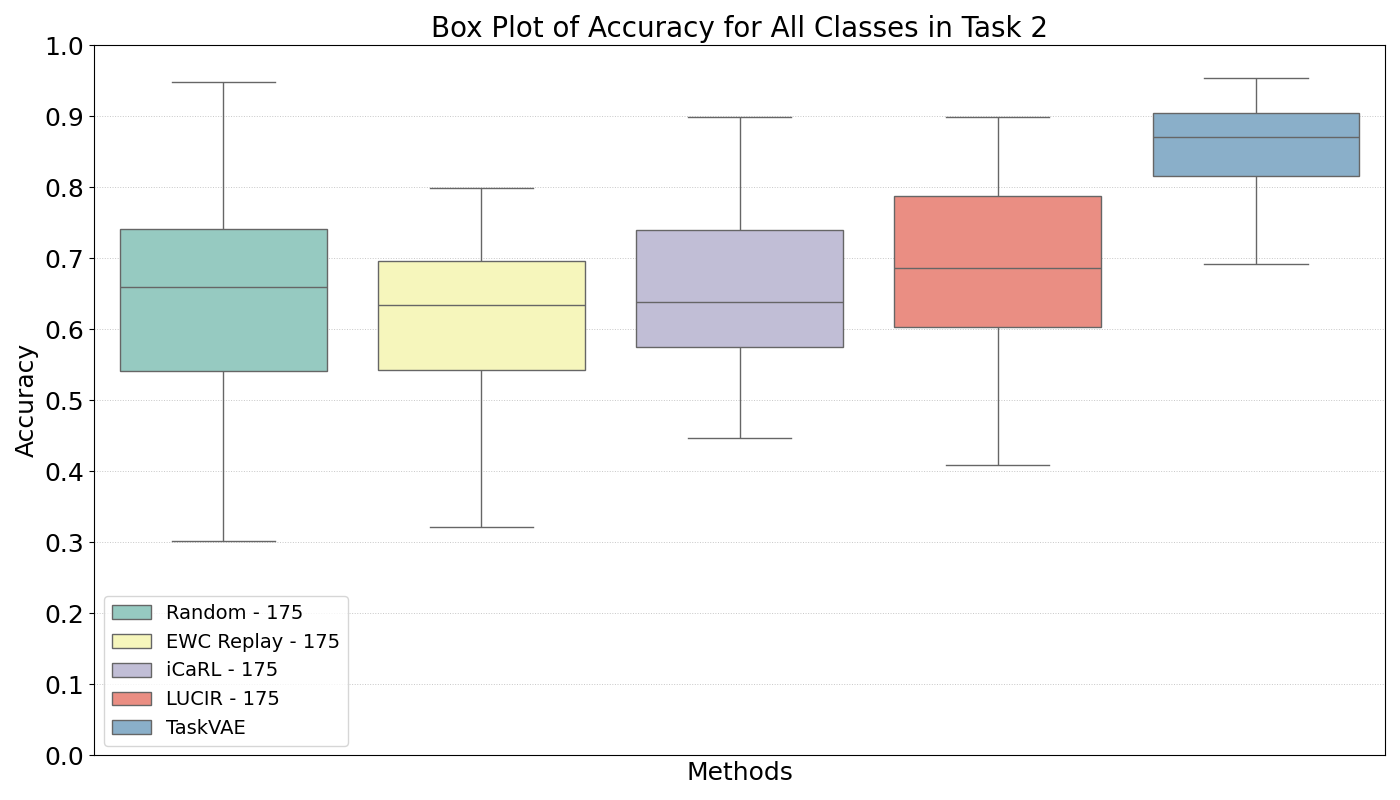 Box Plot of Accuracy for All Classes in Task 2
1.0
0.9
0.8
0.7
0.6
0.5
0.4
0.3
0.2
0.1
0.0
Accuracy
Random - 175
EWC Replay - 175
iCaRL - 175
LUCIR - 175
TaskVAE
Methods